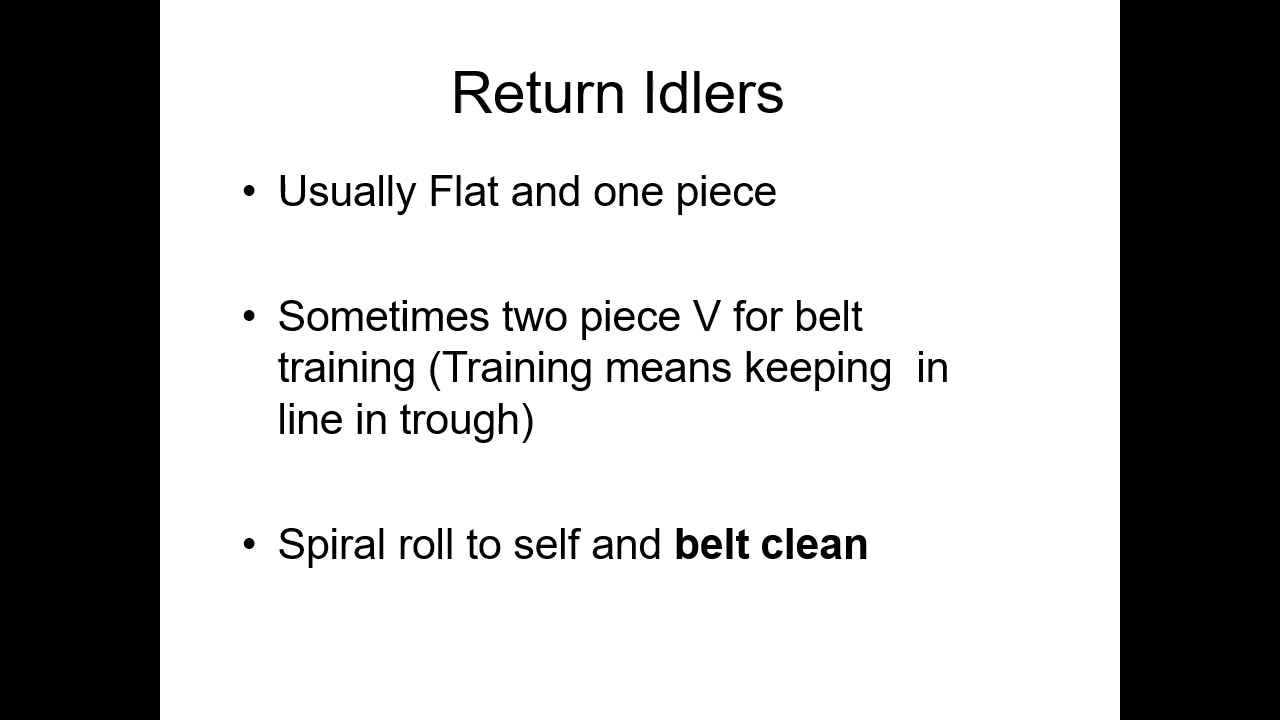 Return Idlers
• Usually Flat and one piece
• Sometimes two piece V for belt
training (Training means keeping  in
line in trough)
• Spiral roll to self and belt clean